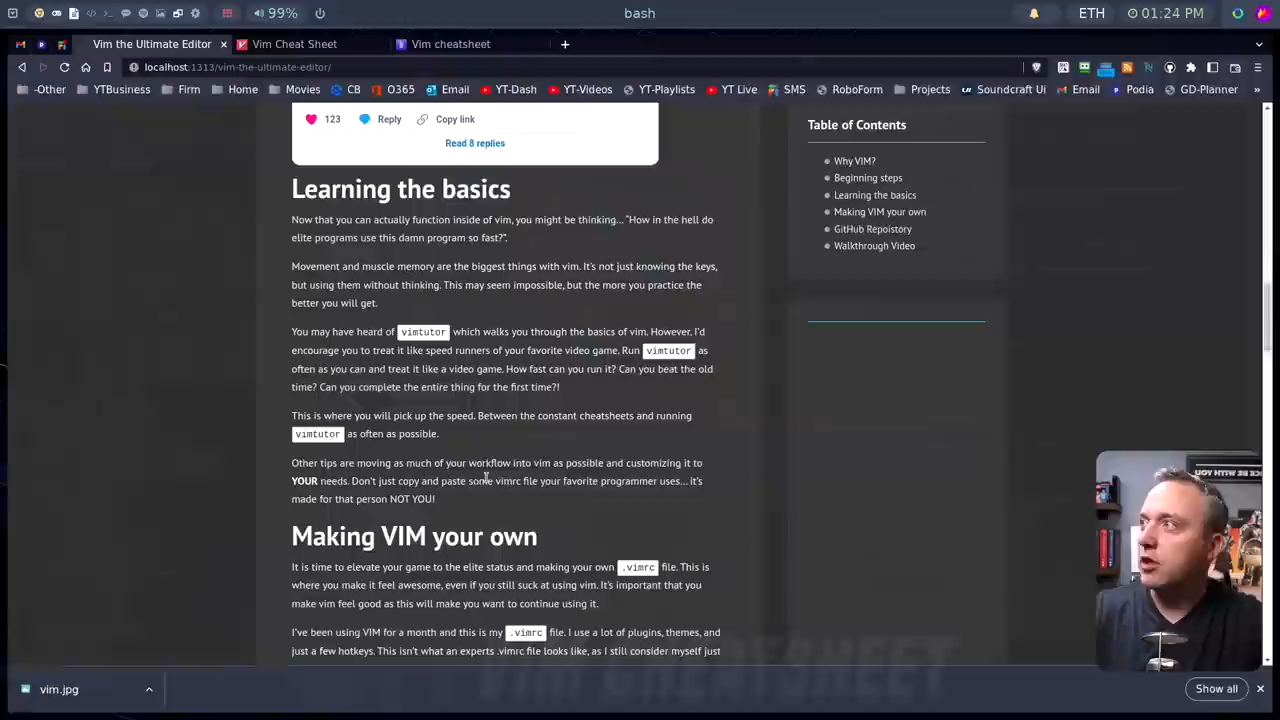 99%
bash
ETH
01:24 PM
Vim the Ultimate Editor
Vim Cheat Sheet
Vim cheatsheet
localhost:1313/vim-the-ultimate-editor/
-Other
YTBusiness
Firm
Home
Movies
CB
O365
Email
YT-Dash
YT-Videos
YT-Playlists
YT Live
SMS
RoboForm
Projects
Soundcraft Ui
Email
Podia
GD-Planner
123
Reply
Copy link
Read 8 replies
Learning the basics
Now that you can actually function inside of vim, you might be thinking… “How in the hell do
elite programs use this damn program so fast?”.
Movement and muscle memory are the biggest things with vim. It’s not just knowing the keys,
but using them without thinking. This may seem impossible, but the more you practice the
better you will get.
You may have heard of vimtutor which walks you through the basics of vim. However, I’d
encourage you to treat it like speed runners of your favorite video game. Run vimtutor as
often as you can and treat it like a video game. How fast can you run it? Can you beat the old
time? Can you complete the entire thing for the first time?!
This is where you will pick up the speed. Between the constant cheatsheets and running
vimtutor as often as possible.
Other tips are moving as much of your workflow into vim as possible and customizing it to
YOUR needs. Don’t just copy and paste some vimrc file your favorite programmer uses… it’s
made for that person NOT YOU!
Making VIM your own
It is time to elevate your game to the elite status and making your own .vimrc file. This is
where you make it feel awesome, even if you still suck at using vim. It’s important that you
make vim feel good as this will make you want to continue using it.
I’ve been using VIM for a month and this is my .vimrc file. I use a lot of plugins, themes, and
just a few hotkeys. This isn’t what an experts .vimrc file looks like, as I still consider myself just
Table of Contents
Why VIM?
Beginning steps
Learning the basics
Making VIM your own
GitHub Repoistory
Walkthrough Video
VIM CHEATSHEET
vim.jpg
Show all